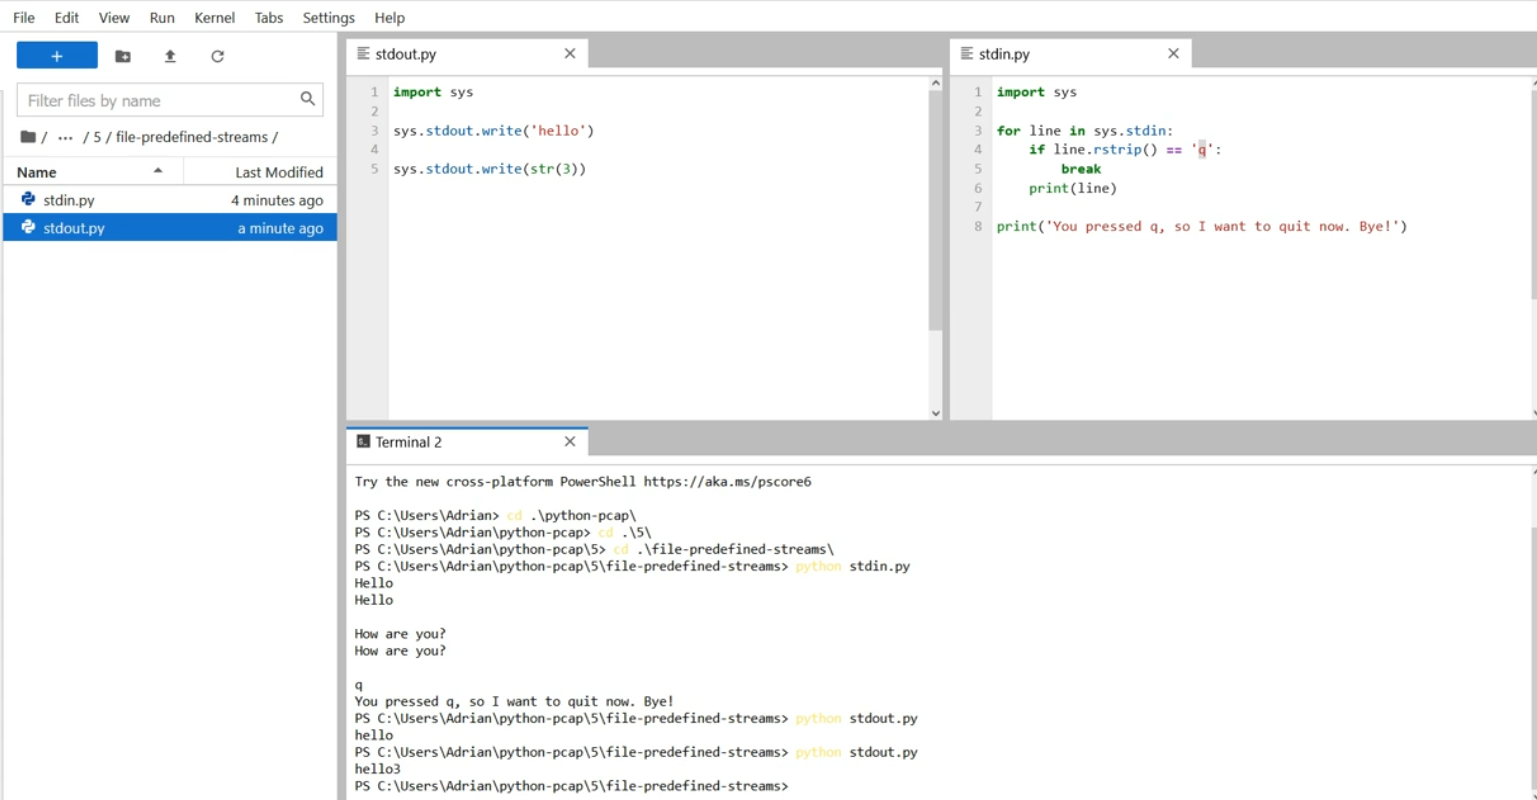 File Edit View Run Kernel Tabs Settings Help
+
Filter files by name
/ ··· / 5 / file-predefined-streams /
Name Last Modified
stdin.py 4 minutes ago
stdout.py a minute ago
stdout.py
1 import sys
2
3 sys.stdout.write('hello')
4
5 sys.stdout.write(str(3))
stdin.py
1 import sys
2
3 for line in sys.stdin:
4 if line.rstrip() == 'q':
5 break
6 print(line)
7
8 print('You pressed q, so I want to quit now. Bye!')
Terminal 2
Try the new cross-platform PowerShell https://aka.ms/pscore6
PS C:\Users\Adrian> cd .\python-pcap\
PS C:\Users\Adrian\python-pcap> cd .\5\
PS C:\Users\Adrian\python-pcap\5> cd .\file-predefined-streams\
PS C:\Users\Adrian\python-pcap\5\file-predefined-streams> python stdin.py
Hello
Hello
How are you?
How are you?
q
You pressed q, so I want to quit now. Bye!
PS C:\Users\Adrian\python-pcap\5\file-predefined-streams> python stdout.py
hello
PS C:\Users\Adrian\python-pcap\5\file-predefined-streams> python stdout.py
hello3
PS C:\Users\Adrian\python-pcap\5\file-predefined-streams>